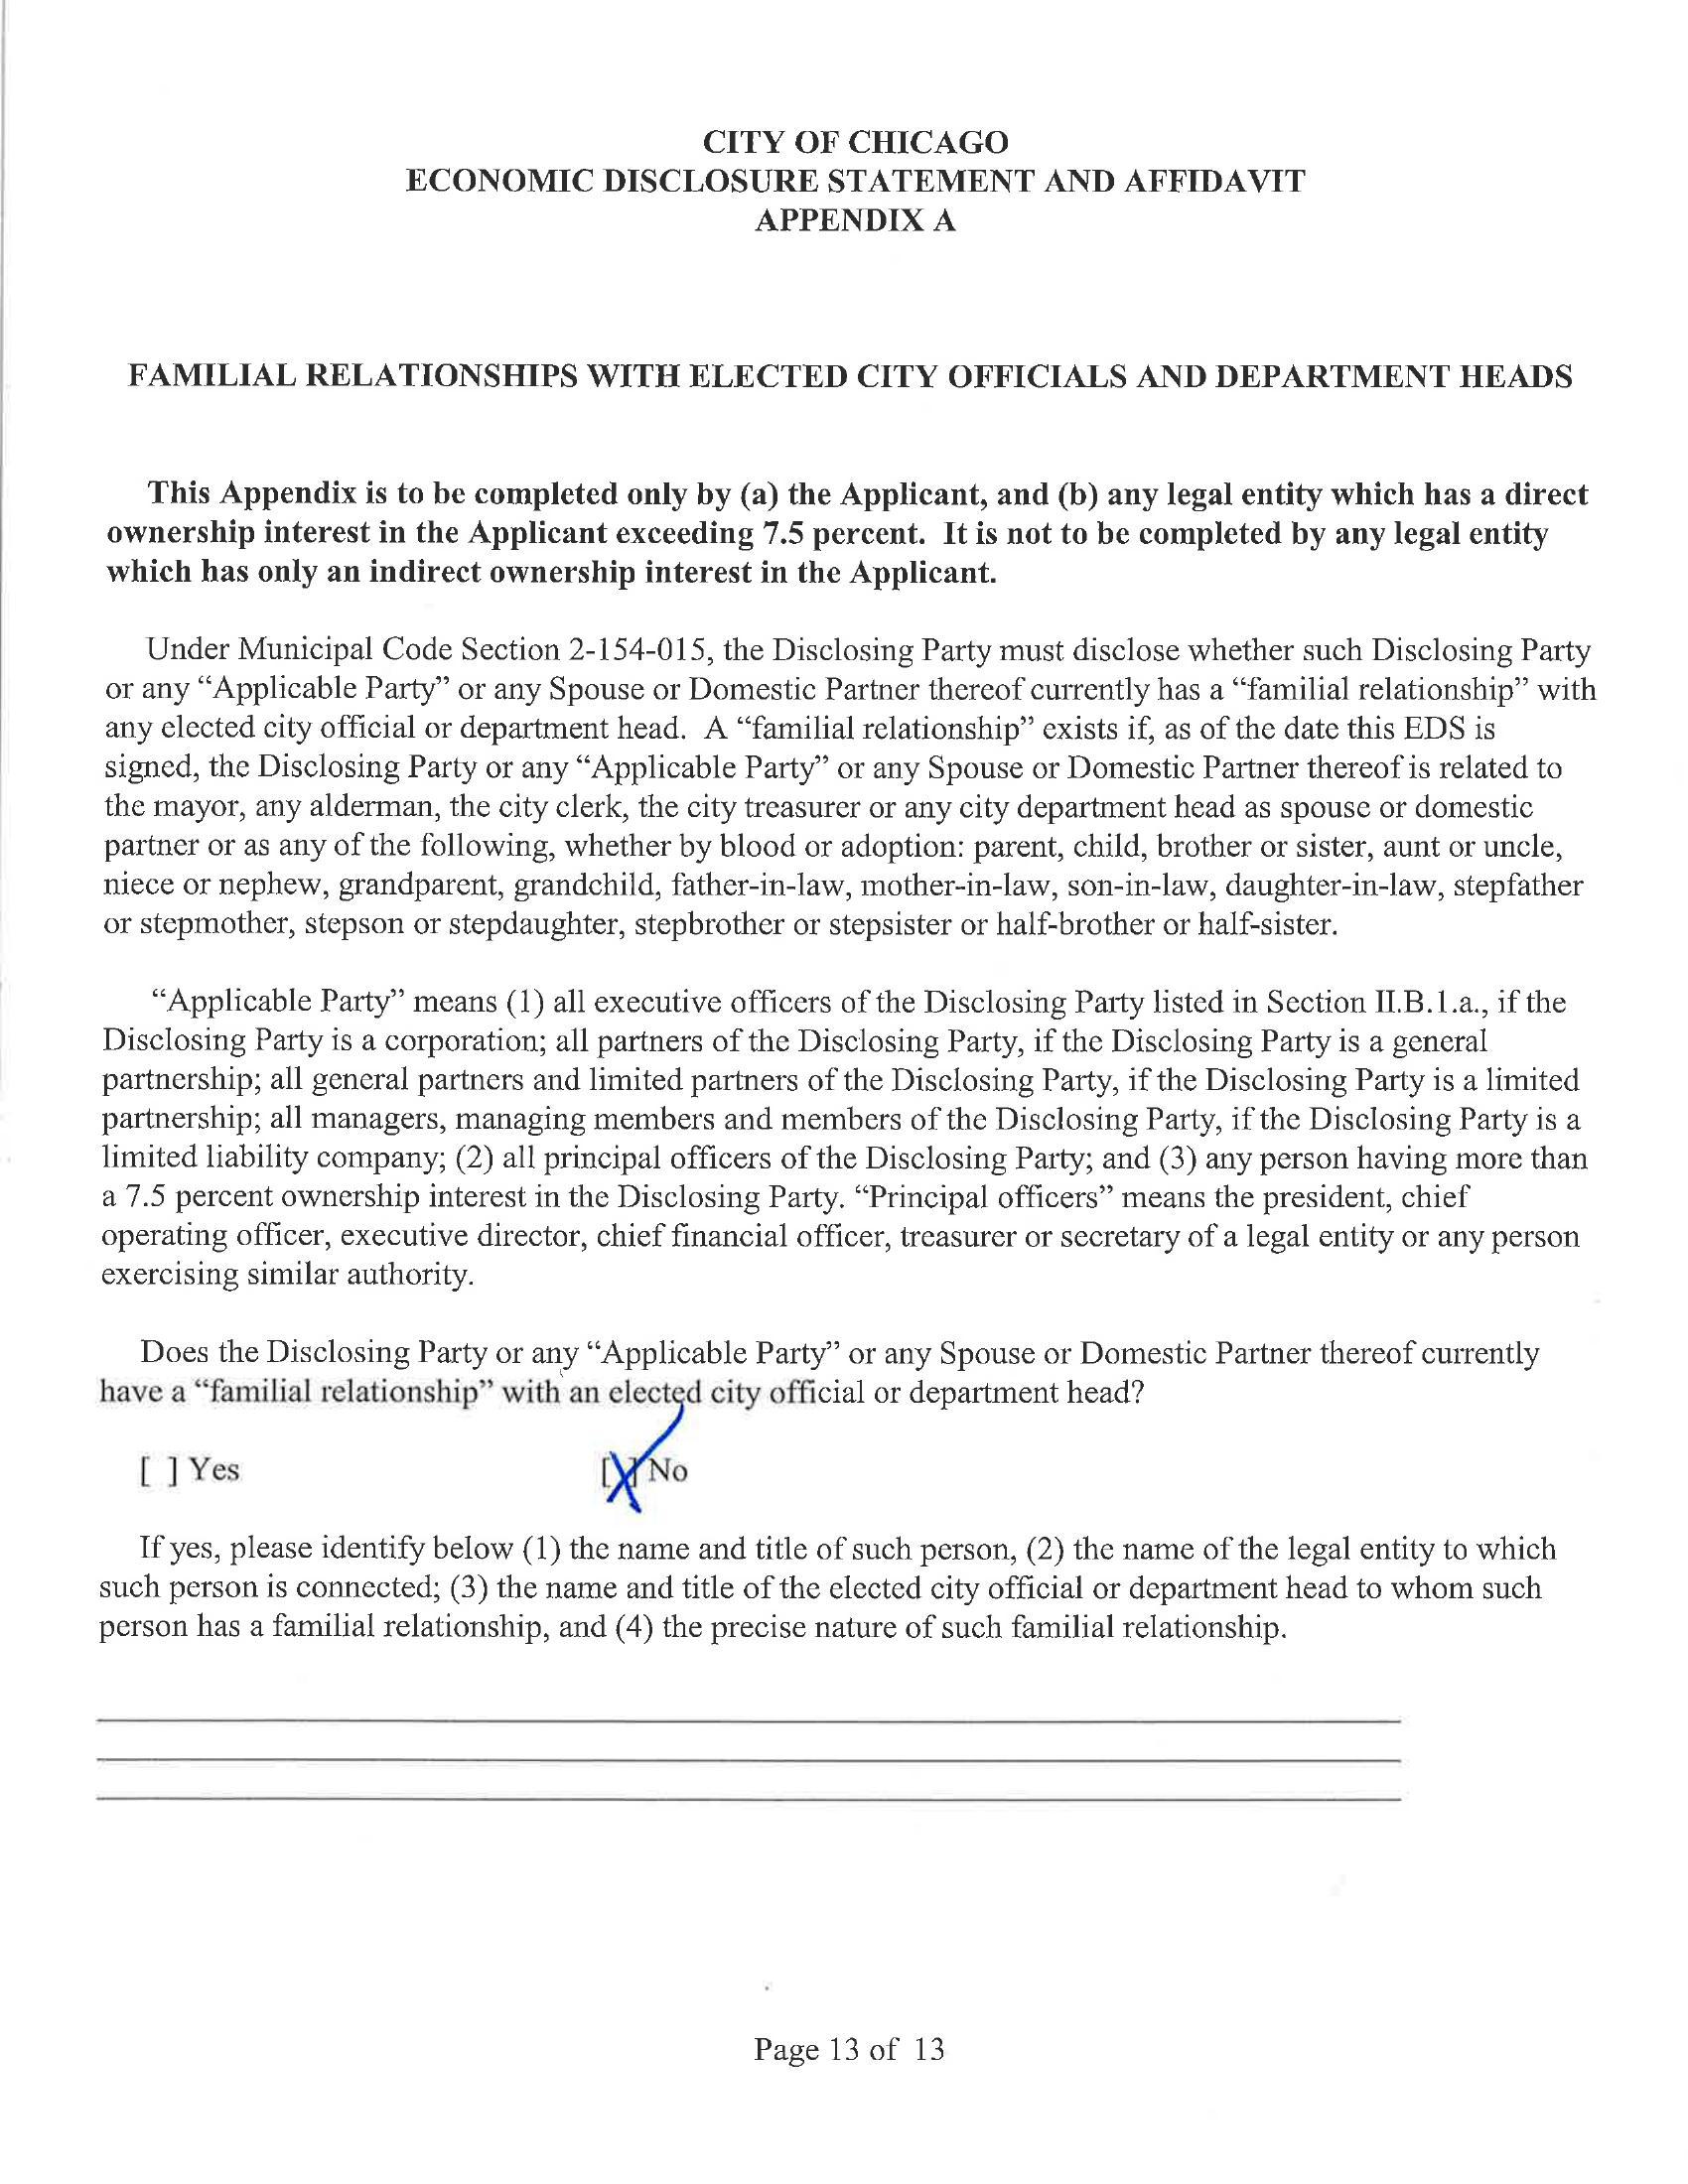 CITY OF CHICAGO
ECONOMIC DISCLOSURE STATEMENT AND AFFIDAVIT
APPENDIX A
FAMILIAL RELATIONSHIPS WITH ELECTED CITY OFFICIALS AND DEPARTMENT HEADS
This Appendix is to be completed only by (a) the Applicant, and (b) any legal entity which has a direct
ownership interest in the Applicant exceeding 7.5 percent. It is not to be completed by any legal entity
which has only an indirect ownership interest in the Applicant.
Under Municipal Code Section 2-154-015, the Disclosing Party must disclose whether such Disclosing Party
or any “Applicable Party” or any Spouse or Domestic Partner thereof currently has a “familial relationship” with
any elected city official or department head. A “familial relationship” exists if, as of the date this EDS is
signed, the Disclosing Party or any “Applicable Party” or any Spouse or Domestic Partner thereof is related to
the mayor, any alderman, the city clerk, the city treasurer or any city department head as spouse or domestic
partner or as any of the following, whether by blood or adoption: parent, child, brother or sister, aunt or uncle,
niece or nephew, grandparent, grandchild, father-in-law, mother-in-law, son-in-law, daughter-in-law, stepfather
or stepmother, stepson or stepdaughter, stepbrother or stepsister or half-brother or half-sister.
“Applicable Party” means (1) all executive officers of the Disclosing Party listed in Section II.B.1.a., if the
Disclosing Party is a corporation; all partners of the Disclosing Party, if the Disclosing Party is a general
partnership; all general partners and limited partners of the Disclosing Party, if the Disclosing Party is a limited
partnership; all managers, managing members and members of the Disclosing Party, if the Disclosing Party is a
limited liability company; (2) all principal officers of the Disclosing Party; and (3) any person having more than
a 7.5 percent ownership interest in the Disclosing Party. “Principal officers” means the president, chief
operating officer, executive director, chief financial officer, treasurer or secretary of a legal entity or any person
exercising similar authority.
Does the Disclosing Party or any “Applicable Party” or any Spouse or Domestic Partner thereof currently
have a “familial relationship” with an elected city official or department head?
[ ] Yes [X] No
If yes, please identify below (1) the name and title of such person, (2) the name of the legal entity to which
such person is connected; (3) the name and title of the elected city official or department head to whom such
person has a familial relationship, and (4) the precise nature of such familial relationship.
Page 13 of 13